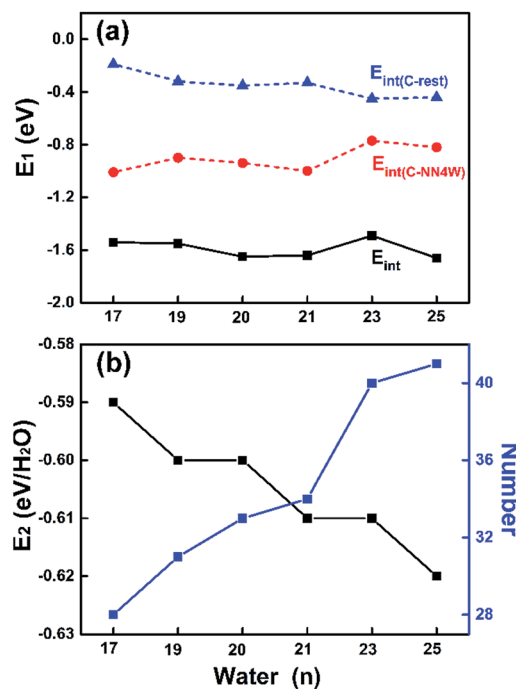 (a)
E1 (eV)
0.0
-0.4
-0.8
-1.2
-1.6
-2.0
Eint(C-rest)
Eint(C-NN4W)
Eint
17 19 20 21 23 25
(b)
E2 (eV/H2O)
-0.58
-0.59
-0.60
-0.61
-0.62
-0.63
40
36
32
28
Number
17 19 20 21 23 25
Water (n)